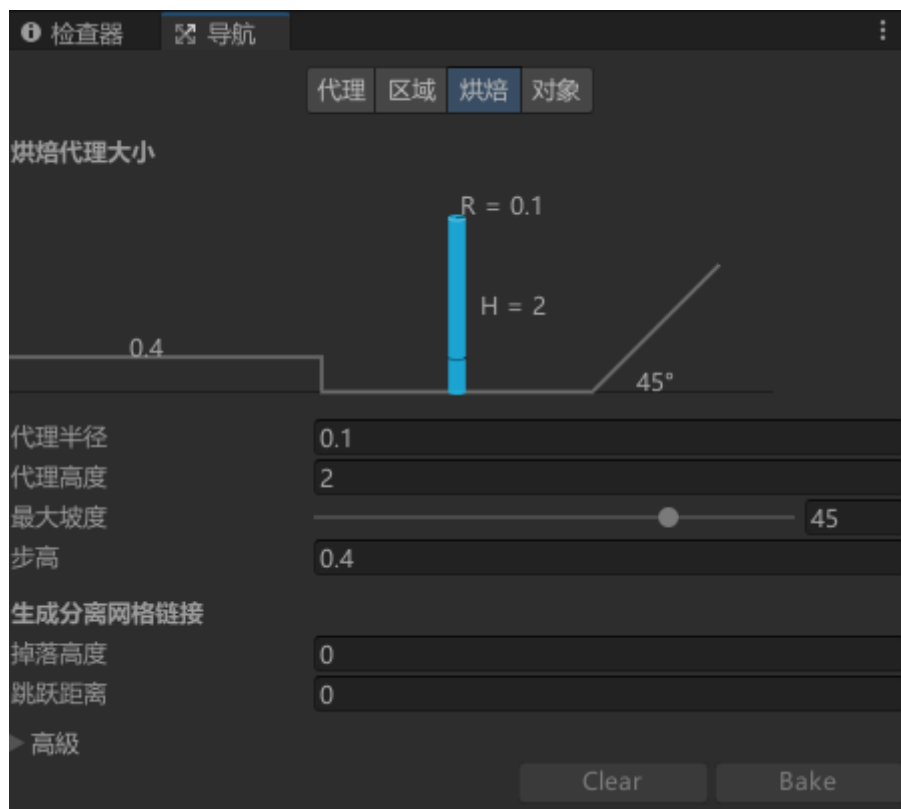 检查器 导航
代理 区域 烘焙 对象
烘焙代理大小
R = 0.1
H = 2
0.4
45°
代理半径 0.1
代理高度 2
最大坡度 45
步高 0.4
生成分离网格链接
掉落高度 0
跳跃距离 0
高级
Clear Bake